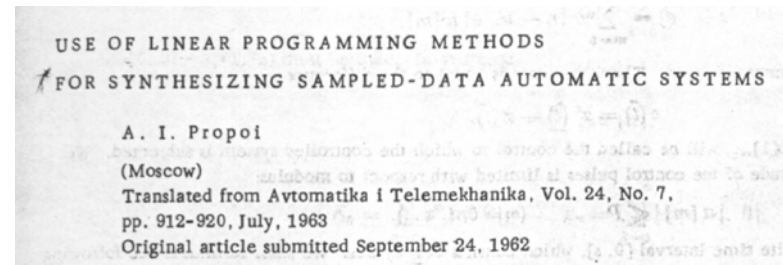 USE OF LINEAR PROGRAMMING METHODS
FOR SYNTHESIZING SAMPLED-DATA AUTOMATIC SYSTEMS
A. I. Propoi
(Moscow)
Translated from Avtomatika i Telemekhanika, Vol. 24, No. 7,
pp. 912-920, July, 1963
Original article submitted September 24, 1962